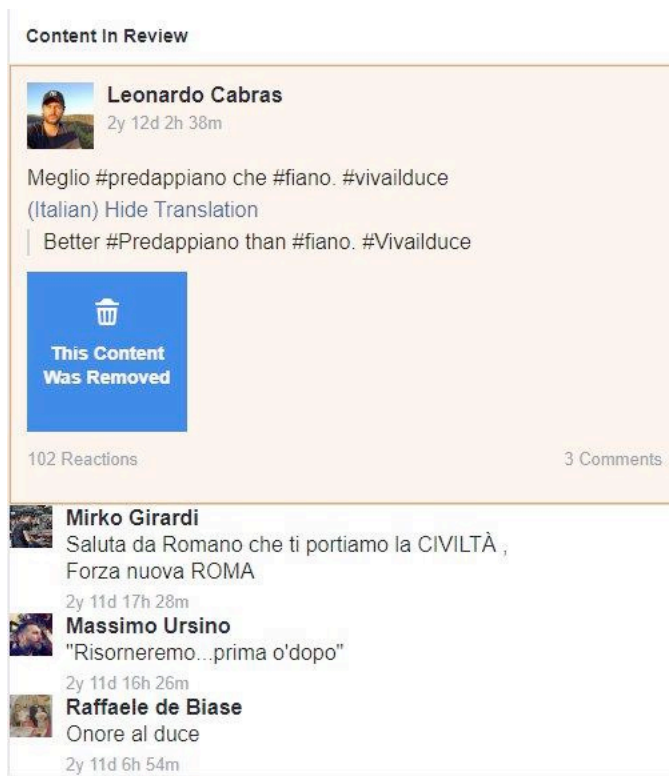 Content In Review
Leonardo Cabras
2y 12d 2h 38m
Meglio #predappiano che #fiano. #vivailduce
(Italian) Hide Translation
Better #Predappiano than #fiano. #Vivailduce
This Content
Was Removed
102 Reactions
3 Comments
Mirko Girardi
Saluta da Romano che ti portiamo la CIVILTÀ ,
Forza nuova ROMA
2y 11d 17h 28m
Massimo Ursino
"Risorneremo...prima o'dopo"
2y 11d 16h 26m
Raffaele de Biase
Onore al duce
2y 11d 6h 54m